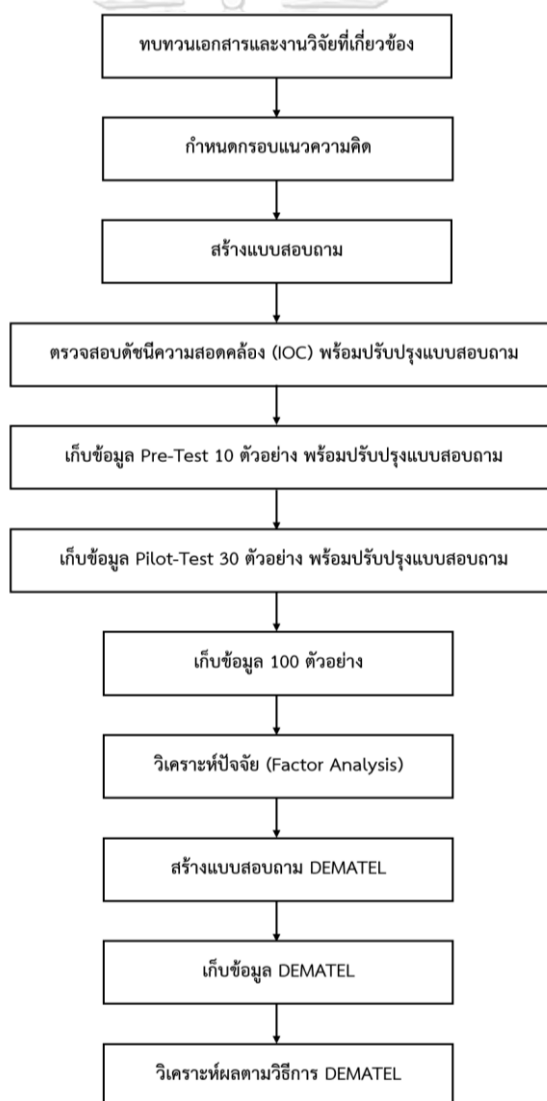 ทบทวนเอกสารและงานวิจัยที่เกี่ยวข้อง
กำหนดกรอบแนวความคิด
สร้างแบบสอบถาม
ตรวจสอบดัชนีความสอดคล้อง (IOC) พร้อมปรับปรุงแบบสอบถาม
เก็บข้อมูล Pre-Test 10 ตัวอย่าง พร้อมปรับปรุงแบบสอบถาม
เก็บข้อมูล Pilot-Test 30 ตัวอย่าง พร้อมปรับปรุงแบบสอบถาม
เก็บข้อมูล 100 ตัวอย่าง
วิเคราะห์ปัจจัย (Factor Analysis)
สร้างแบบสอบถาม DEMATEL
เก็บข้อมูล DEMATEL
วิเคราะห์ผลตามวิธีการ DEMATEL